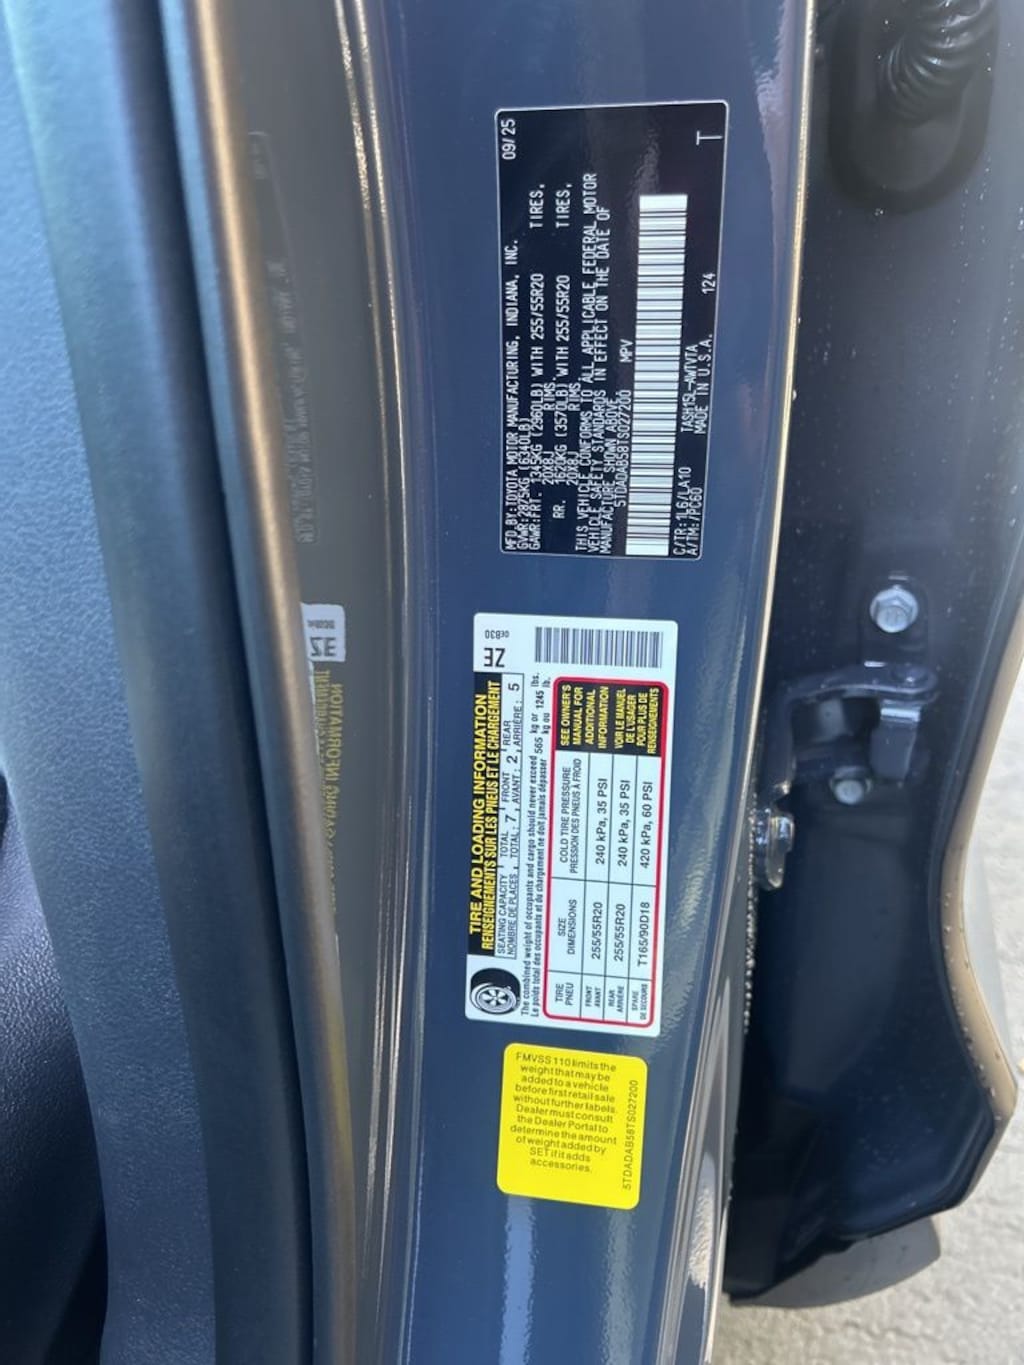 MFD.BY:TOYOTA MOTOR MANUFACTURING, INDIANA, INC. 09/25
GVWR:2875KG (6340LB)
GAWR:FRT. 1345KG (2960LB) WITH 255/55R20 TIRES,
20X8J RIMS,
RR. 1620KG (3570LB) WITH 255/55R20 TIRES,
20X8J RIMS
THIS VEHICLE CONFORMS TO ALL APPLICABLE FEDERAL MOTOR
VEHICLE SAFETY STANDARDS IN EFFECT ON THE DATE OF
MANUFACTURE SHOWN ABOVE.
5TDADAB58TS027200 MPV
C/TR:1L6/LA10 TASH15L-AWTVTA 124
A/TM:-/PC60 MADE IN U.S.A. T
TIRE AND LOADING INFORMATION
RENSEIGNEMENTS SUR LES PNEUS ET LE CHARGEMENT
ZE 0EB30
SEATING CAPACITY TOTAL 7 FRONT 2 REAR 5
NOMBRE DE PLACES TOTAL: 7, AVANT: 2, ARRIÈRE: 5
The combined weight of occupants and cargo should never exceed 565 kg or 1245 lbs.
Le poids total des occupants et du chargement ne doit jamais dépasser 565 kg ou 1245 lb.
TIRE PNEU SIZE DIMENSIONS COLD TIRE PRESSURE PRESSION DES PNEUS À FROID
FRONT AVANT 255/55R20 240 kPa, 35 PSI
REAR ARRIÈRE 255/55R20 240 kPa, 35 PSI
SPARE DE SECOURS T165/90D18 420 kPa, 60 PSI
SEE OWNER'S
MANUAL FOR
ADDITIONAL
INFORMATION
VOIR LE MANUEL
DE L'USAGER
POUR PLUS DE
RENSEIGNEMENTS
FMVSS 110 limits the
weight that may be
added to a vehicle
before first retail sale
without further labels.
Dealer must consult
the Dealer Portal to
determine the amount
of weight added by
SET if it adds
accessories.
5TDADAB58TS027200